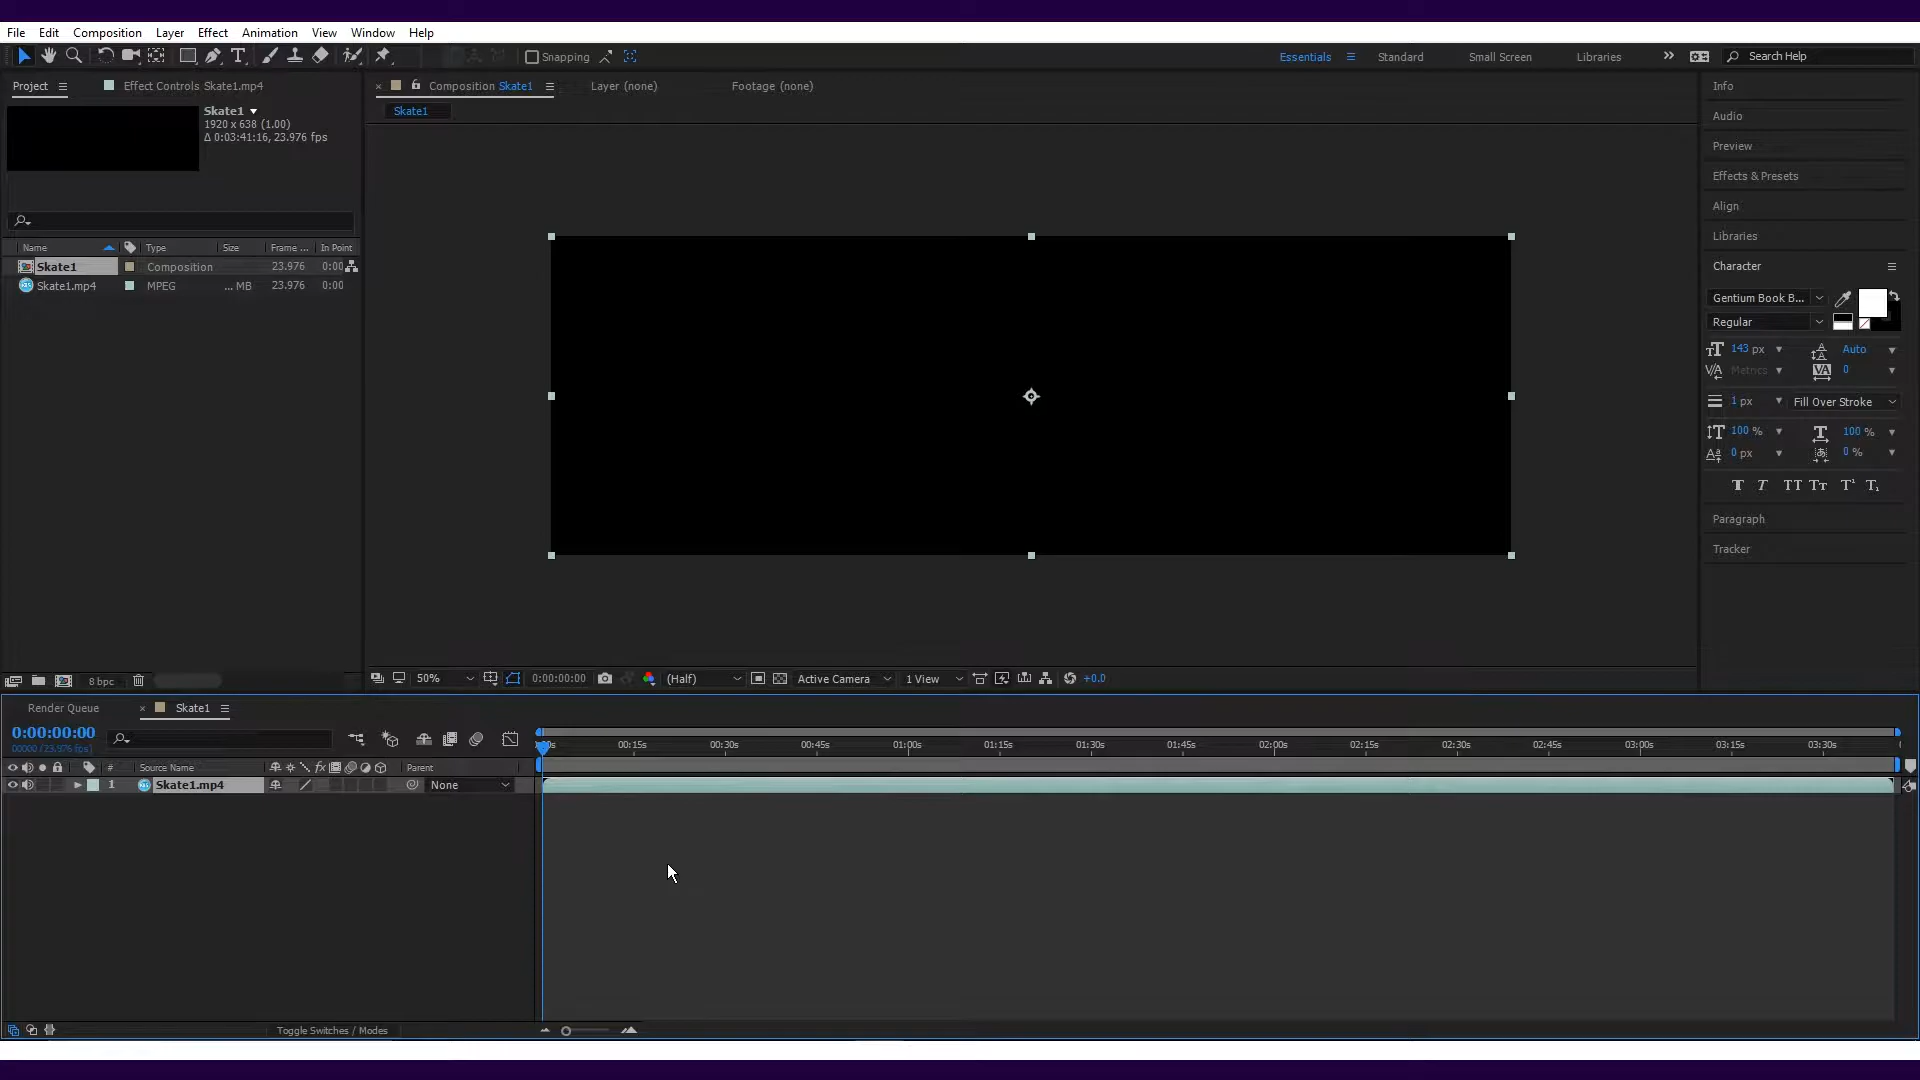 File Edit Composition Layer Effect Animation View Window Help
Snapping
Essentials Standard Small Screen Libraries Search Help
Project Effect Controls Skate1.mp4
Composition Skate1 Layer (none) Footage (none)
Skate1
Skate1
1920 x 638 (1.00)
Δ 0:03:41:16, 23.976 fps
Name Type Size Frame ... In Point
Skate1 Composition 23.976 0:00
Skate1.mp4 MPEG ... MB 23.976 0:00
8 bpc
50% 0:00:00:00 (Half) Active Camera 1 View +0.0
Info
Audio
Preview
Effects & Presets
Align
Libraries
Character
Gentium Book B...
Regular
143 px Auto
Metrics 0
1 px Fill Over Stroke
100 % 100 %
0 px 0 %
Paragraph
Tracker
Render Queue Skate1
0:00:00:00
00000 (23.976 fps)
00:15s 00:30s 00:45s 01:00s 01:15s 01:30s 01:45s 02:00s 02:15s 02:30s 02:45s 03:00s 03:15s 03:30s
# Source Name Parent
1 Skate1.mp4 None
Toggle Switches / Modes